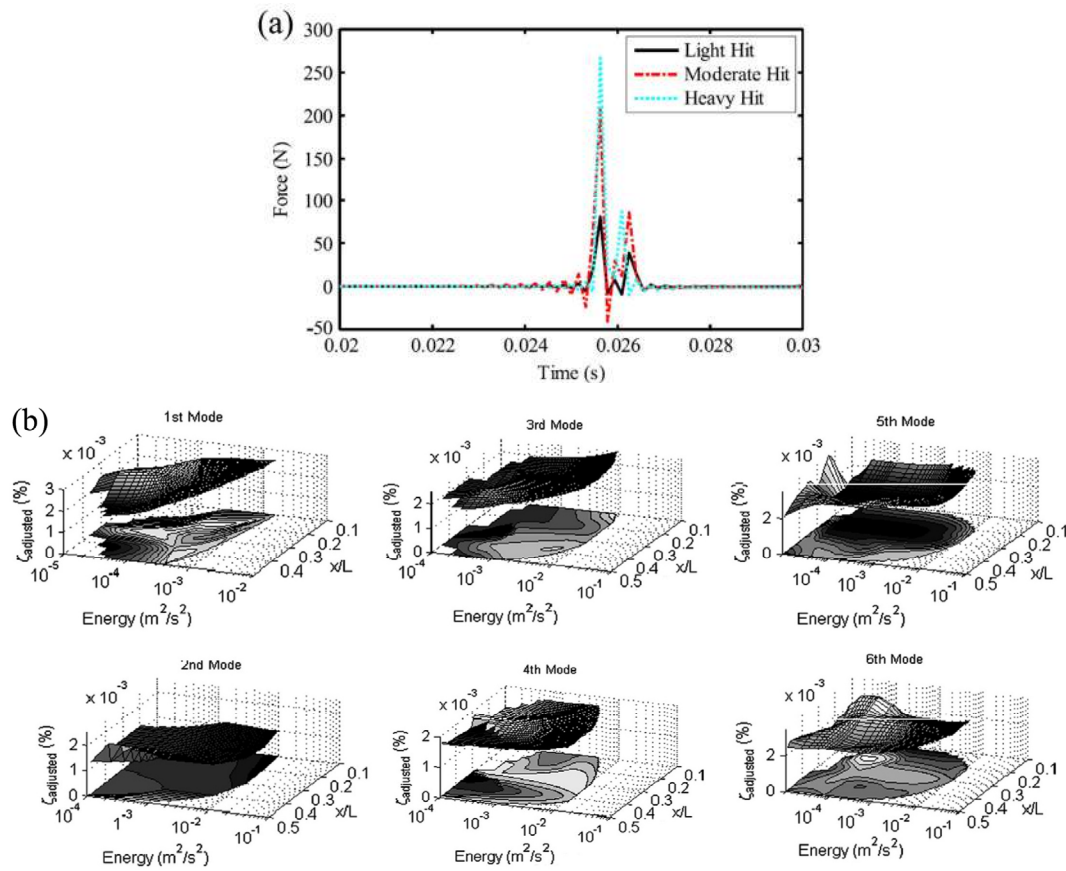 (a)
300
250
200
150
100
50
0
-50
Force (N)
Light Hit
Moderate Hit
Heavy Hit
0.02 0.022 0.024 0.026 0.028 0.03
Time (s)
(b)
1st Mode
x 10^-3
ζadjusted (%)
3
2
1
1
0
10^-5 10^-4 10^-3 10^-2
0.4 0.3 0.2 0.1
x/L
Energy (m²/s²)
3rd Mode
x 10^-3
ζadjusted (%)
2
1
0
10^-2 10^-1
0.5 0.4 0.3 0.2 0.1
x/L
Energy (m²/s²)
5th Mode
x 10^-3
ζadjusted (%)
2
0
10^-4 10^-3 10^-2 10^-1
0.5 0.4 0.3 0.2 0.1
x/L
Energy (m²/s²)
2nd Mode
x 10^-3
ζadjusted (%)
2
1
0
10^-4 1^-3 10^-2 10^-1
0.5 0.4 0.3 0.2 0.1
x/L
Energy (m²/s²)
4th Mode
x 10^-3
ζadjusted (%)
2
1
0
10^-4 10^-3 10^-2 10^-1
0.5 0.4 0.3 0.2 0.1
x/L
Energy (m²/s²)
6th Mode
x 10^-3
ζadjusted (%)
2
0
10^-4 10^-3 10^-2 10^-1
0.5 0.4 0.3 0.2 0.1
x/L
Energy (m²/s²)